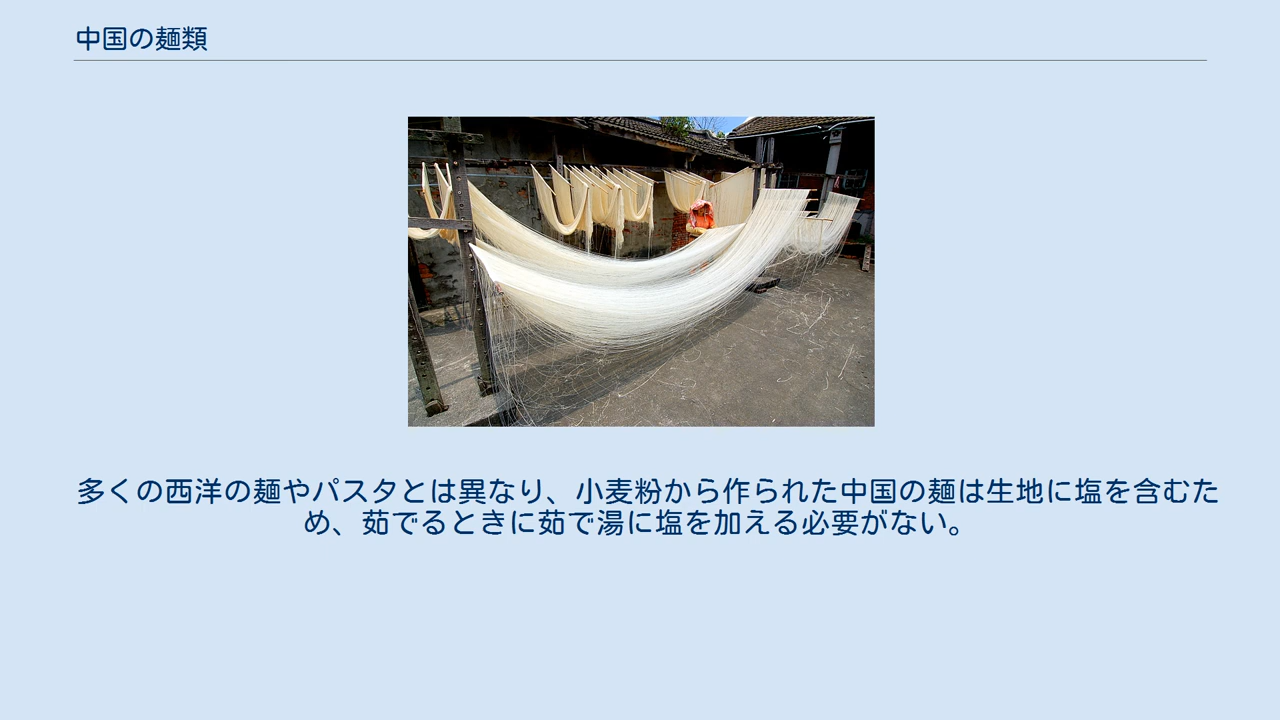 中国の麺類
多くの西洋の麺やパスタとは異なり、小麦粉から作られた中国の麺は生地に塩を含むた
め、茹でるときに茹で湯に塩を加える必要がない。